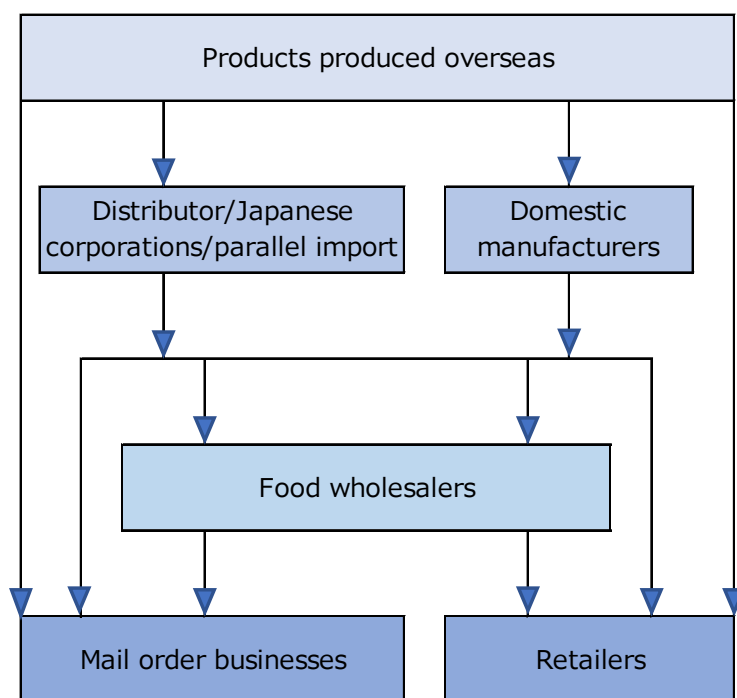 Products produced overseas
Distributor/Japanese
corporations/parallel import
Domestic
manufacturers
Food wholesalers
Mail order businesses
Retailers